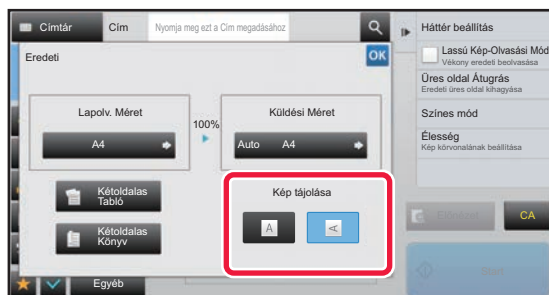 Címtár
Cím
Nyomja meg ezt a Cím megadásához
Eredeti
OK
Lapolv. Méret
100%
Küldési Méret
A4
Auto A4
Kétoldalas
Tabló
Kétoldalas
Könyv
Kép tájolása
A
A
Egyéb
Háttér beállítás
Lassú Kép-Olvasási Mód
Vékony eredeti beolvasása
Üres oldal Átugrás
Eredeti üres oldal kihagyása
Színes mód
Élesség
Kép körvonalának beállítása
CA